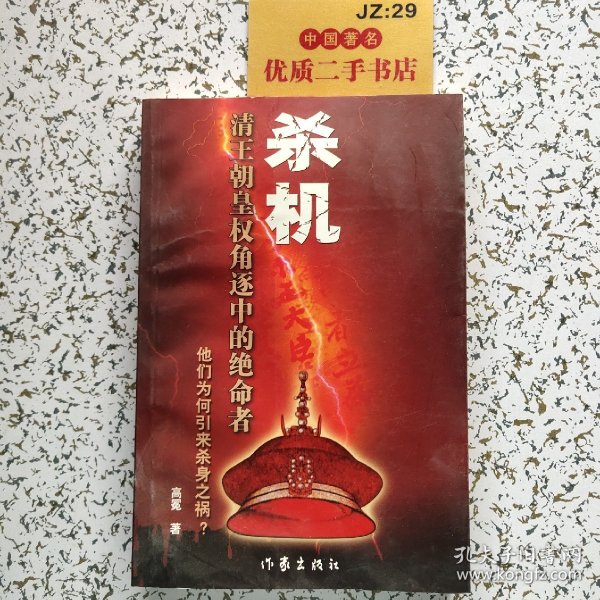 JZ:29
中国著名
优质二手书店
杀机
清王朝皇权角逐中的绝命者
他们为何引来杀身之祸？
高冕 著
作家出版社
孔夫子旧书网
www.kongfz.com